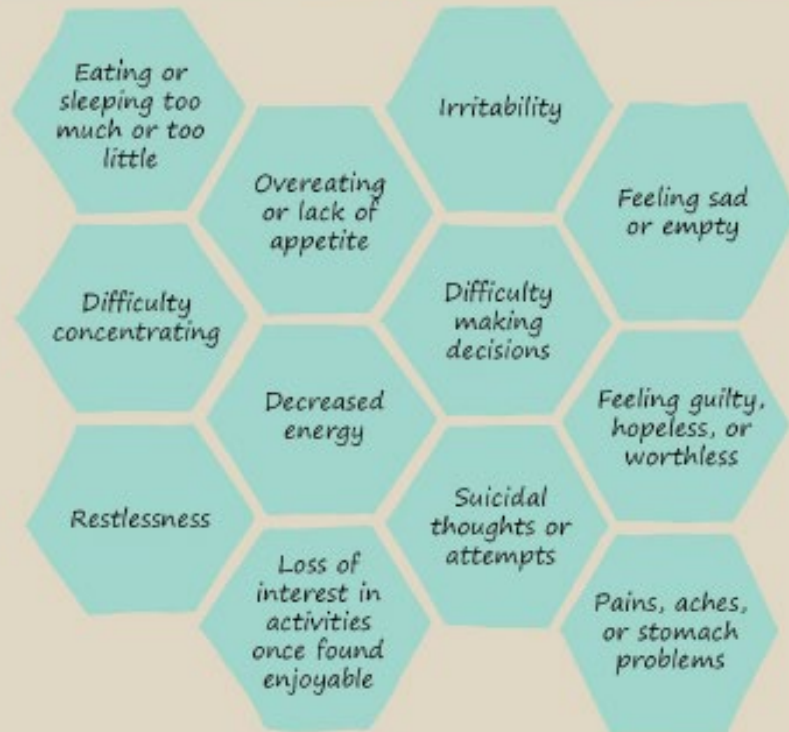 Eating or
sleeping too
much or too
little
Overeating
or lack of
appetite
Irritability
Feeling sad
or empty
Difficulty
concentrating
Decreased
energy
Difficulty
making
decisions
Feeling guilty,
hopeless, or
worthless
Restlessness
Loss of
interest in
activities
once found
enjoyable
Suicidal
thoughts or
attempts
Pains, aches,
or stomach
problems